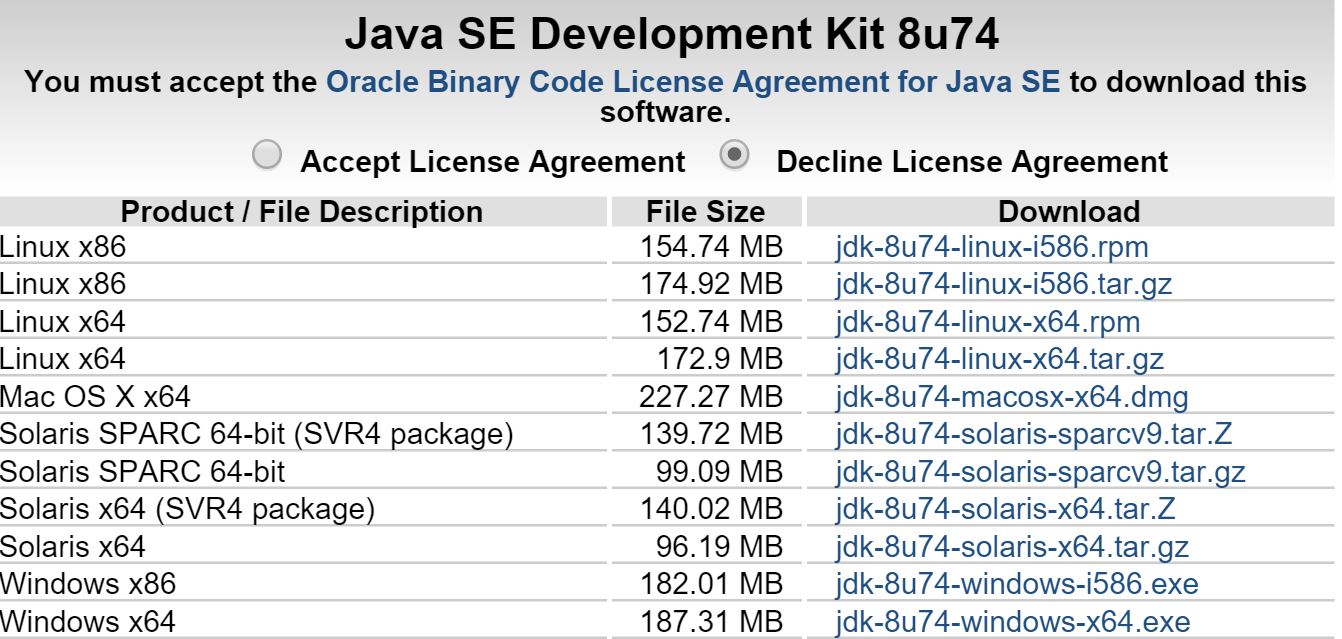 Java SE Development Kit 8u74
You must accept the Oracle Binary Code License Agreement for Java SE to download this
software.
Accept License Agreement Decline License Agreement
Product / File Description File Size Download
Linux x86 154.74 MB jdk-8u74-linux-i586.rpm
Linux x86 174.92 MB jdk-8u74-linux-i586.tar.gz
Linux x64 152.74 MB jdk-8u74-linux-x64.rpm
Linux x64 172.9 MB jdk-8u74-linux-x64.tar.gz
Mac OS X x64 227.27 MB jdk-8u74-macosx-x64.dmg
Solaris SPARC 64-bit (SVR4 package) 139.72 MB jdk-8u74-solaris-sparcv9.tar.Z
Solaris SPARC 64-bit 99.09 MB jdk-8u74-solaris-sparcv9.tar.gz
Solaris x64 (SVR4 package) 140.02 MB jdk-8u74-solaris-x64.tar.Z
Solaris x64 96.19 MB jdk-8u74-solaris-x64.tar.gz
Windows x86 182.01 MB jdk-8u74-windows-i586.exe
Windows x64 187.31 MB jdk-8u74-windows-x64.exe